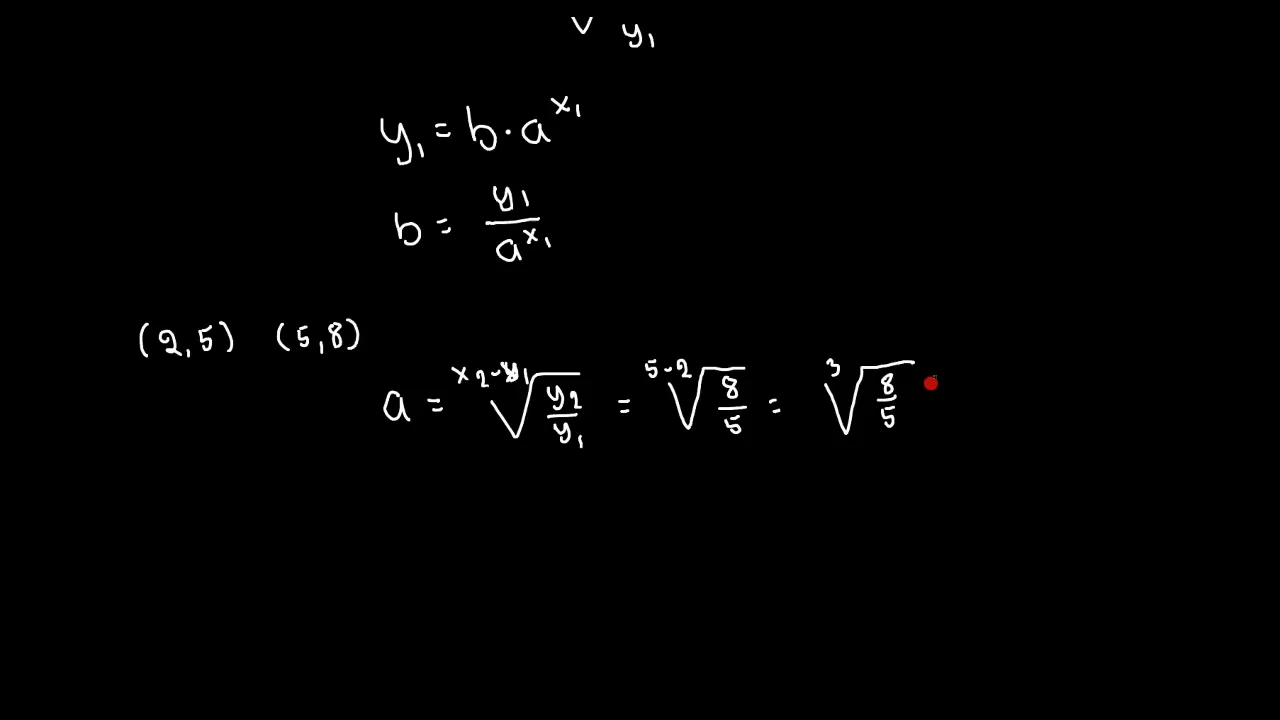 √ y₁
y₁ = b · a^x₁
b = y₁ / a^x₁
(2,5) (5,8)
a = ^(x₂-x₁)√(y₂/y₁) = ^(5-2)√(8/5) = ³√(8/5)